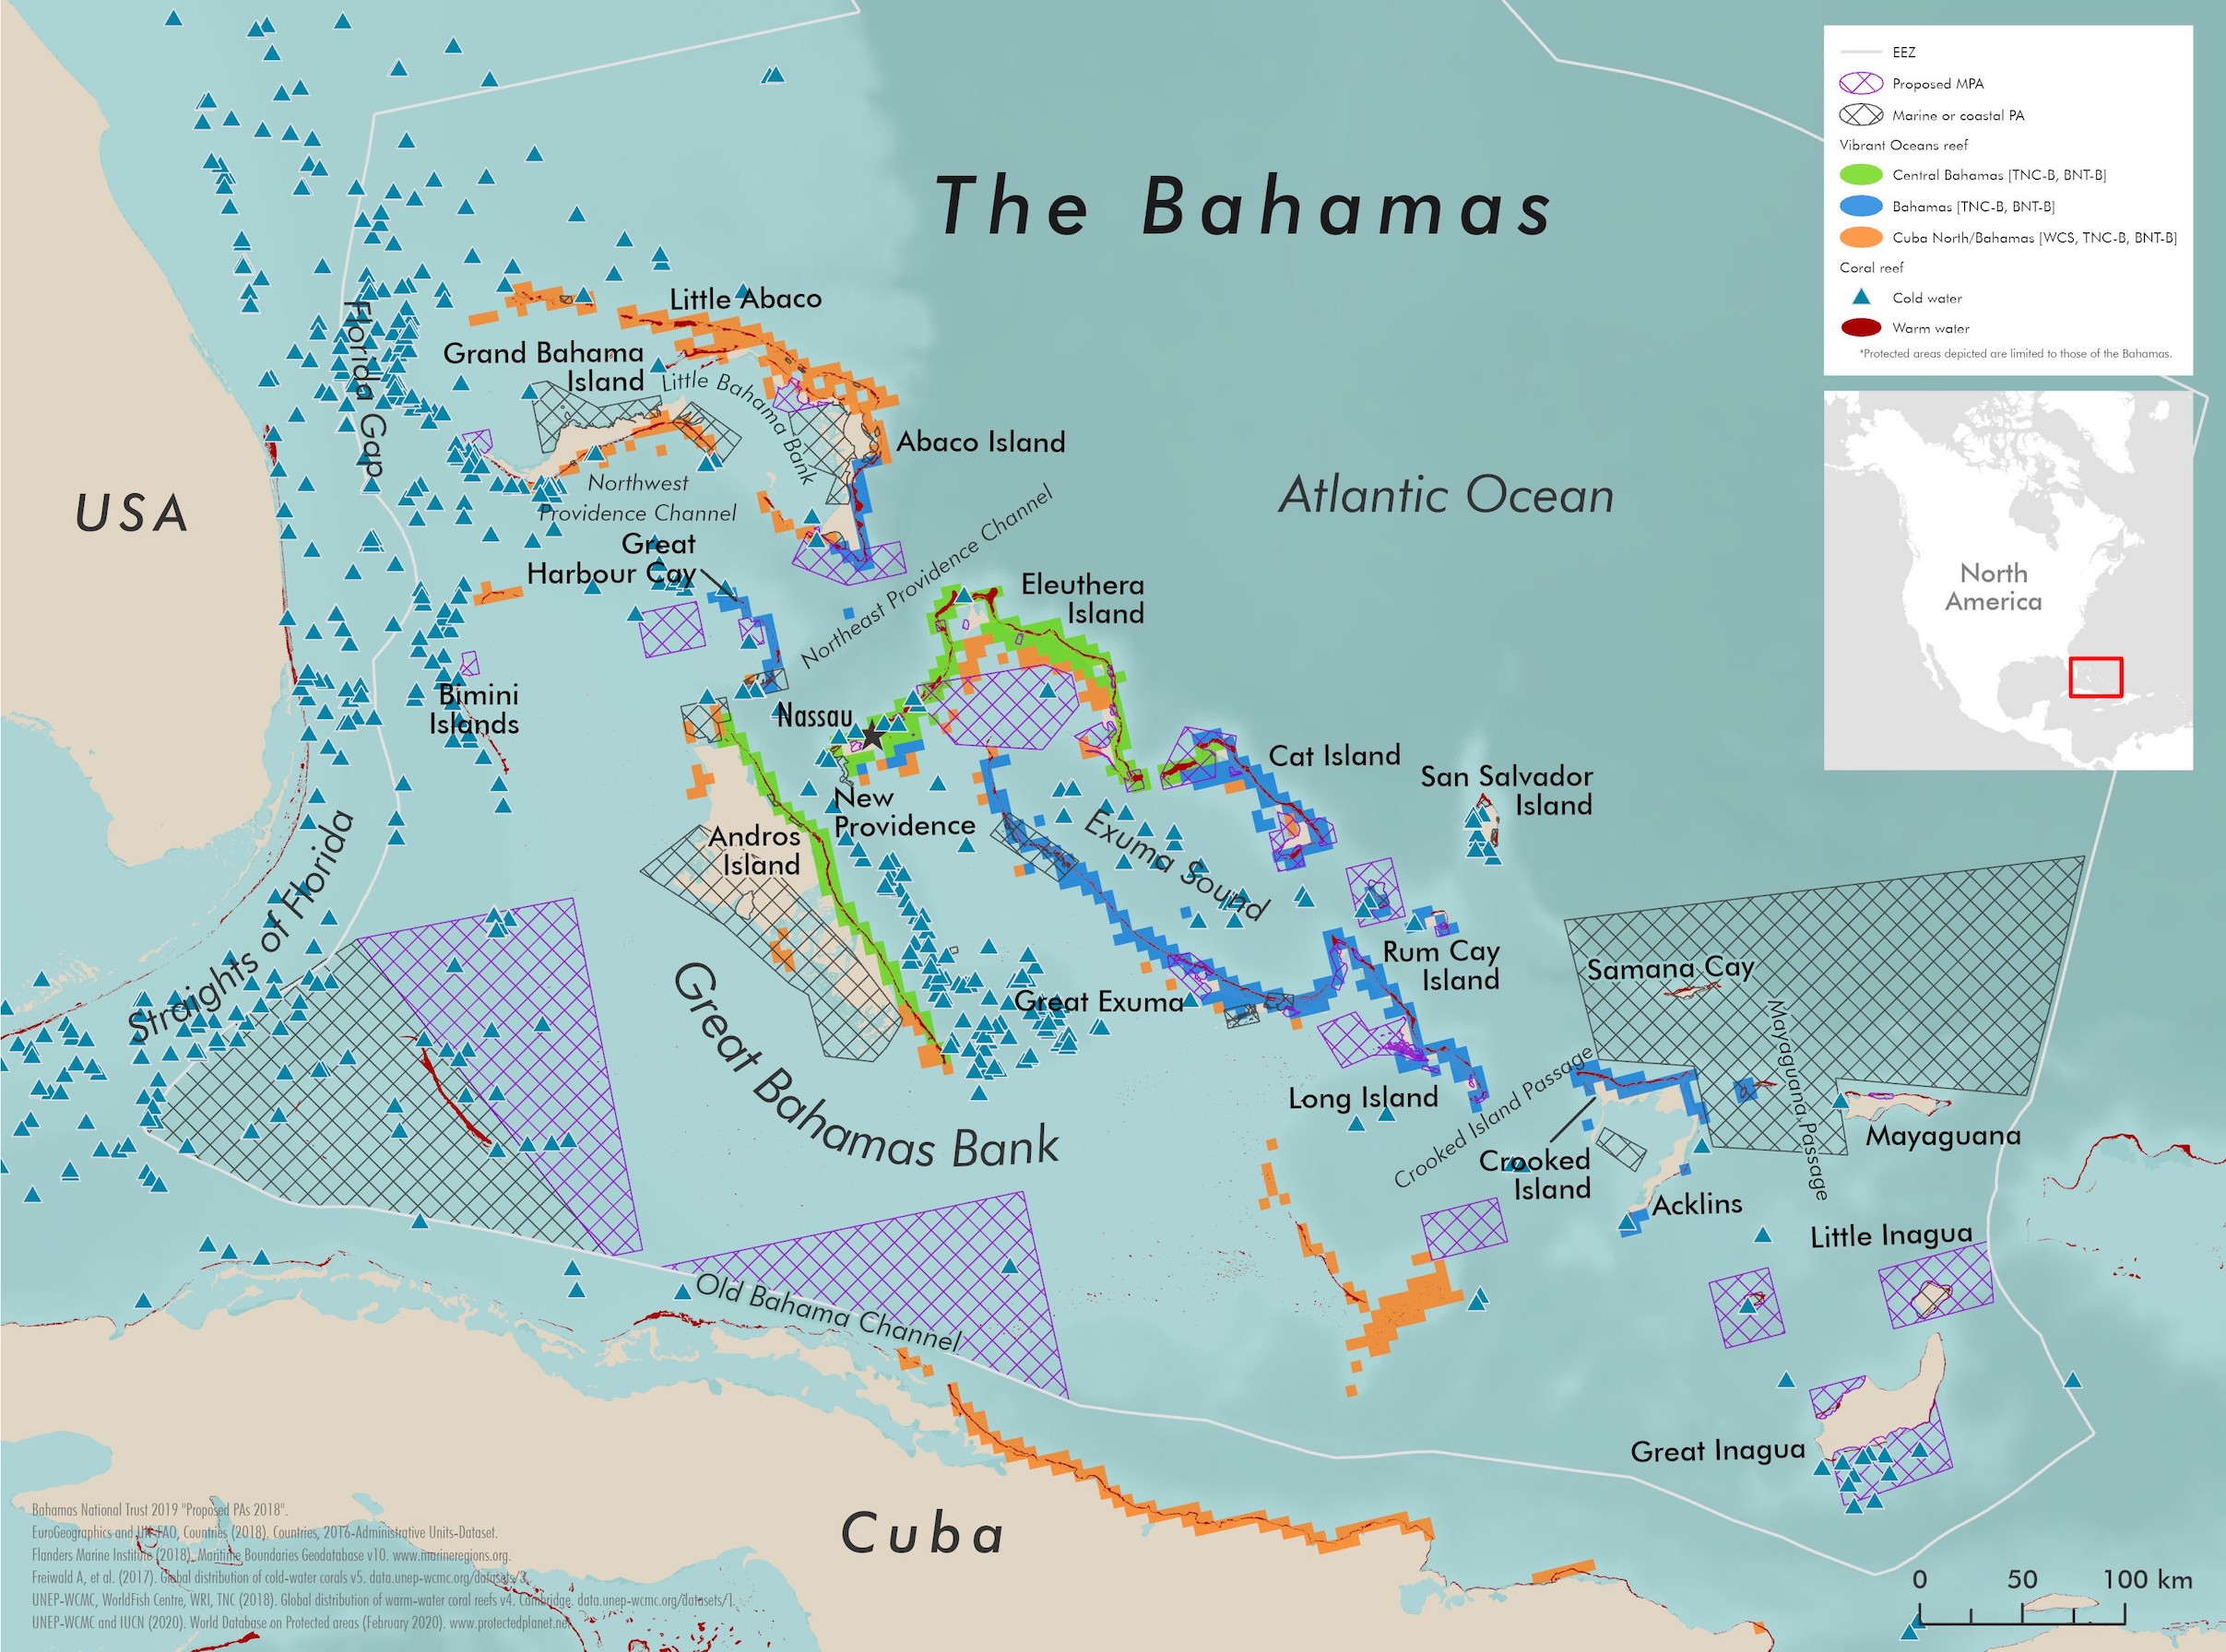 The Bahamas
EEZ
Proposed MPA
Marine or coastal PA
Vibrant Oceans reef
Central Bahamas [TNC-B, BNT-B]
Bahamas [TNC-B, BNT-B]
Cuba North/Bahamas [WCS, TNC-B, BNT-B]
Coral reef
Cold water
Warm water
*Protected areas depicted are limited to those of the Bahamas.
North
America
USA
Florida Gap
Little Abaco
Grand Bahama
Island
Little Bahama Bank
Abaco Island
Atlantic Ocean
Northwest
Providence Channel
Great
Harbour Cay
Northeast Providence Channel
Eleuthera
Island
Bimini
Islands
Nassau
Cat Island
San Salvador
Island
New
Providence
Andros
Island
Exuma Sound
Straights of Florida
Rum Cay
Island
Samana Cay
Great Exuma
Great Bahamas Bank
Mayaguana Passage
Long Island
Crooked Island Passage
Mayaguana
Crooked
Island
Acklins
Little Inagua
Old Bahama Channel
Great Inagua
Cuba
Bahamas National Trust 2019 "Proposed PAs 2018".
EuroGeographics and UN-FAO, Countries (2018). Countries, 2016-Administrative Units-Dataset.
Flanders Marine Institute (2018). Maritime Boundaries Geodatabase v10. www.marineregions.org.
Freiwald A, et al. (2017). Global distribution of cold-water corals v5. data.unep-wcmc.org/datasets/3.
UNEP-WCMC, WorldFish Centre, WRI, TNC (2018). Global distribution of warm-water coral reefs v4. Cambridge. data.unep-wcmc.org/datasets/1.
UNEP-WCMC and IUCN (2020). World Database on Protected areas (February 2020). www.protectedplanet.net.
0 50 100 km